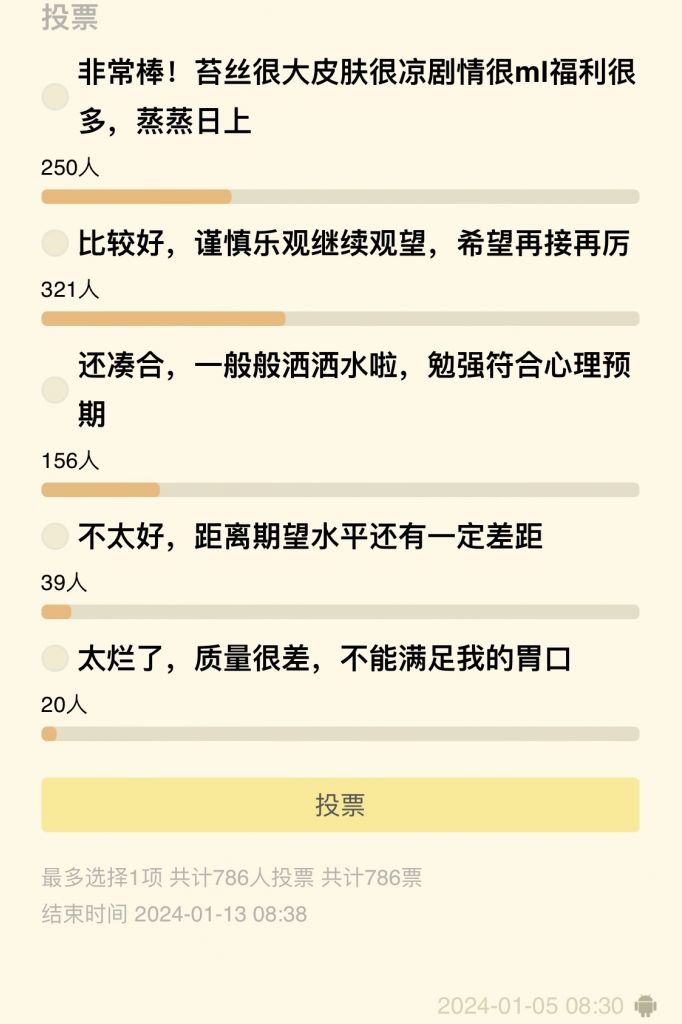 投票
非常棒！苔丝很大皮肤很凉剧情很ml福利很
多，蒸蒸日上
250人
比较好，谨慎乐观继续观望，希望再接再厉
321人
还凑合，一般般洒洒水啦，勉强符合心理预
期
156人
不太好，距离期望水平还有一定差距
39人
太烂了，质量很差，不能满足我的胃口
20人
投票
最多选择1项 共计786人投票 共计786票
结束时间 2024-01-13 08:38
2024-01-05 08:30